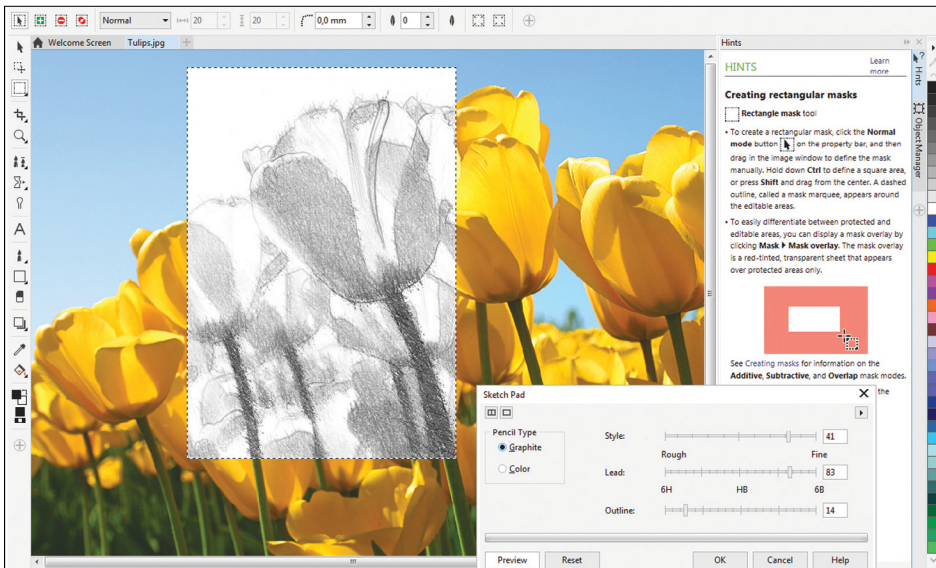 Normal 20 20 0,0 mm 0
Welcome Screen Tulips.jpg
Hints
HINTS Learn more
Creating rectangular masks
Rectangle mask tool
• To create a rectangular mask, click the Normal
mode button on the property bar, and then
drag in the image window to define the mask
manually. Hold down Ctrl to define a square area,
or press Shift and drag from the center. A dashed
outline, called a mask marquee, appears around
the editable areas.
• To easily differentiate between protected and
editable areas, you can display a mask overlay by
clicking Mask ▶ Mask overlay. The mask overlay
is a red-tinted, transparent sheet that appears
over protected areas only.
See Creating masks for information on the
Additive, Subtractive, and Overlap mask modes.
the
Hints
Object Manager
Sketch Pad
Pencil Type
Graphite
Color
Style: 41
Rough Fine
Lead: 83
6H HB 6B
Outline: 14
Preview Reset OK Cancel Help